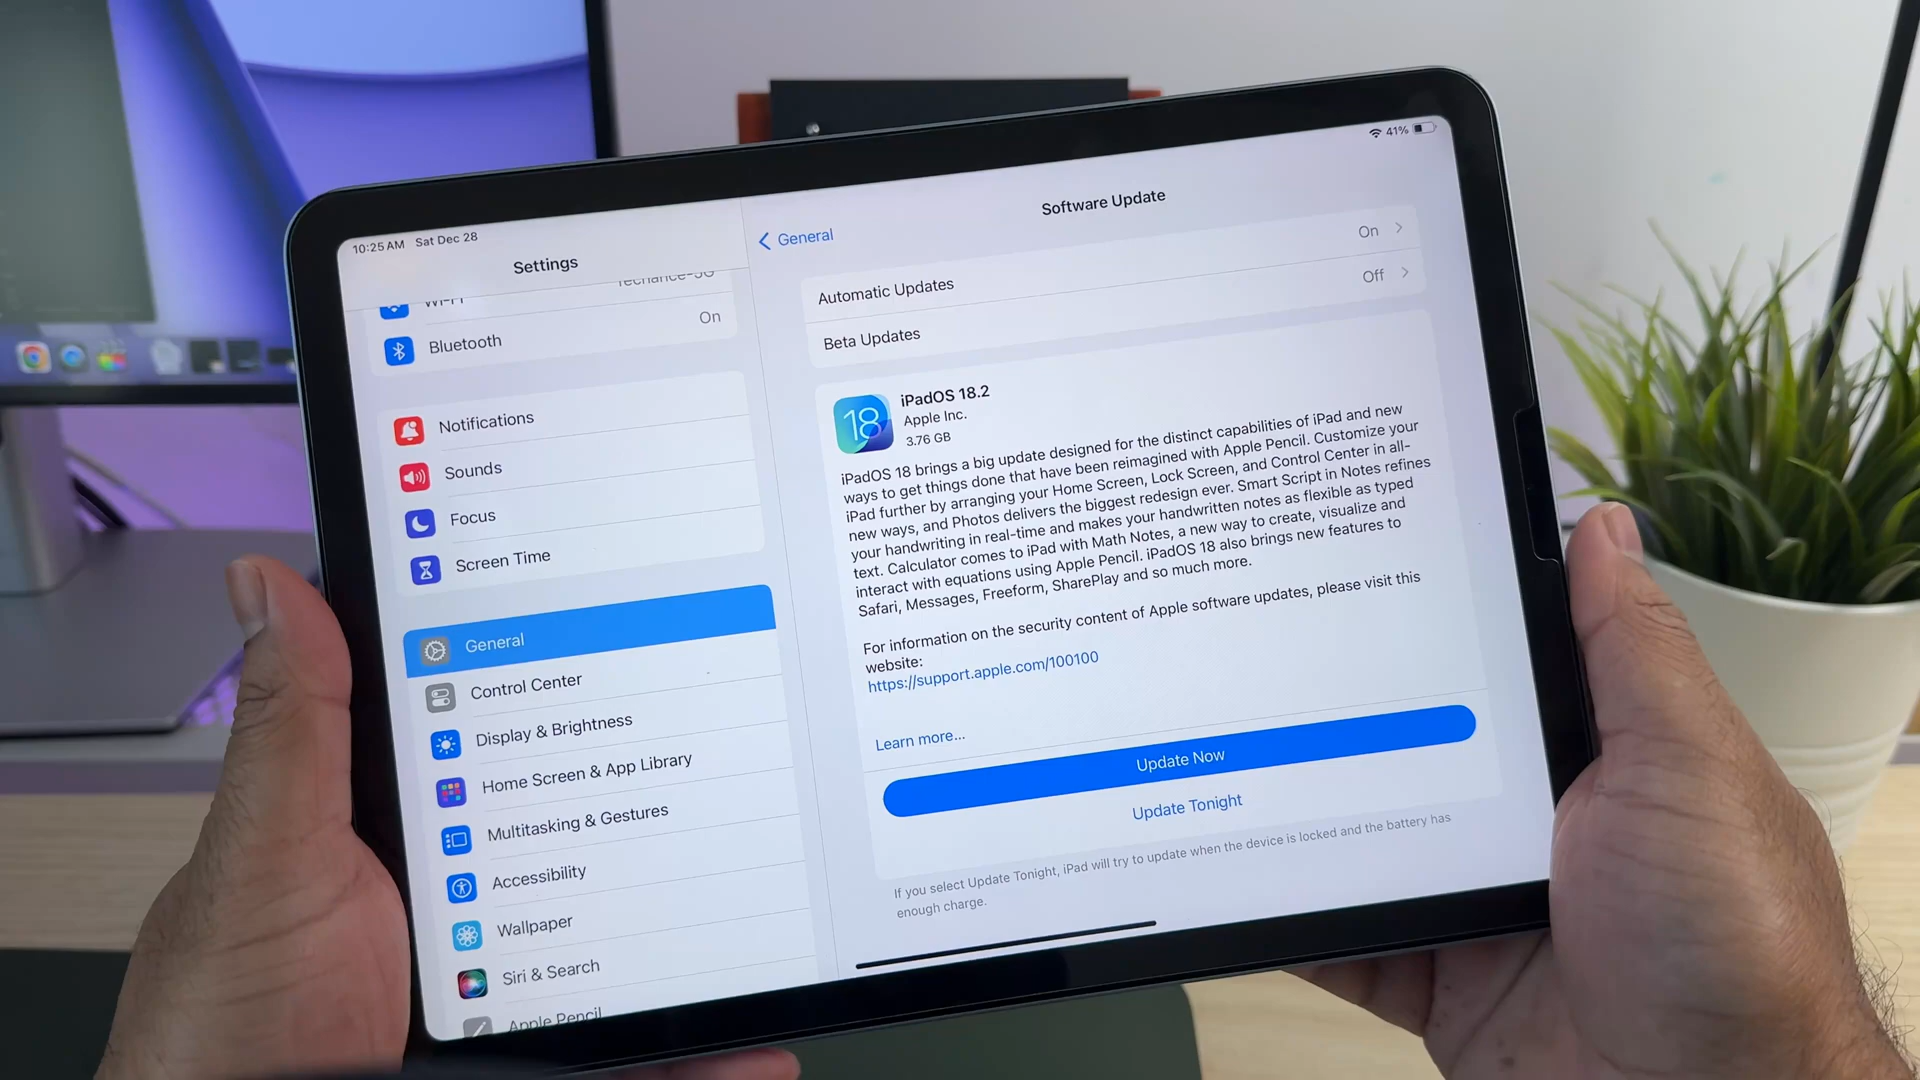 10:25 AM Sat Dec 28
41%
Settings
Bluetooth
On
Notifications
Sounds
Focus
Screen Time
General
Control Center
Display & Brightness
Home Screen & App Library
Multitasking & Gestures
Accessibility
Wallpaper
Siri & Search
Apple Pencil
General
Software Update
Automatic Updates
On
Beta Updates
Off
18
iPadOS 18.2
Apple Inc.
3.76 GB
iPadOS 18 brings a big update designed for the distinct capabilities of iPad and new
ways to get things done that have been reimagined with Apple Pencil. Customize your
iPad further by arranging your Home Screen, Lock Screen, and Control Center in all-
new ways, and Photos delivers the biggest redesign ever. Smart Script in Notes refines
your handwriting in real-time and makes your handwritten notes as flexible as typed
text. Calculator comes to iPad with Math Notes, a new way to create, visualize and
interact with equations using Apple Pencil. iPadOS 18 also brings new features to
Safari, Messages, Freeform, SharePlay and so much more.
For information on the security content of Apple software updates, please visit this
website:
https://support.apple.com/100100
Learn more...
Update Now
Update Tonight
If you select Update Tonight, iPad will try to update when the device is locked and the battery has
enough charge.